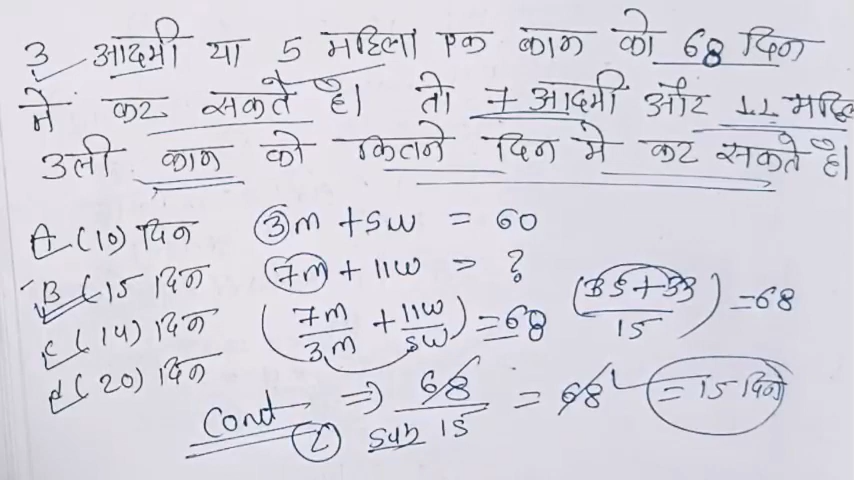 3 आदमी या 5 महिला एक काम को 68 दिन
में कर सकते है। तो 7 आदमी और 11 महि
उसी काम को कितने दिन मे कर सकते है।
A (10) दिन 3m + 5w = 60
B (15 दिन 7m + 11w = ?
(7m/3m + 11w/5w) = 68 (35+33/15) = 68
c (14) दिन
d (20) दिन
Cond 2 => 68/15 = 68 = 15 दिन